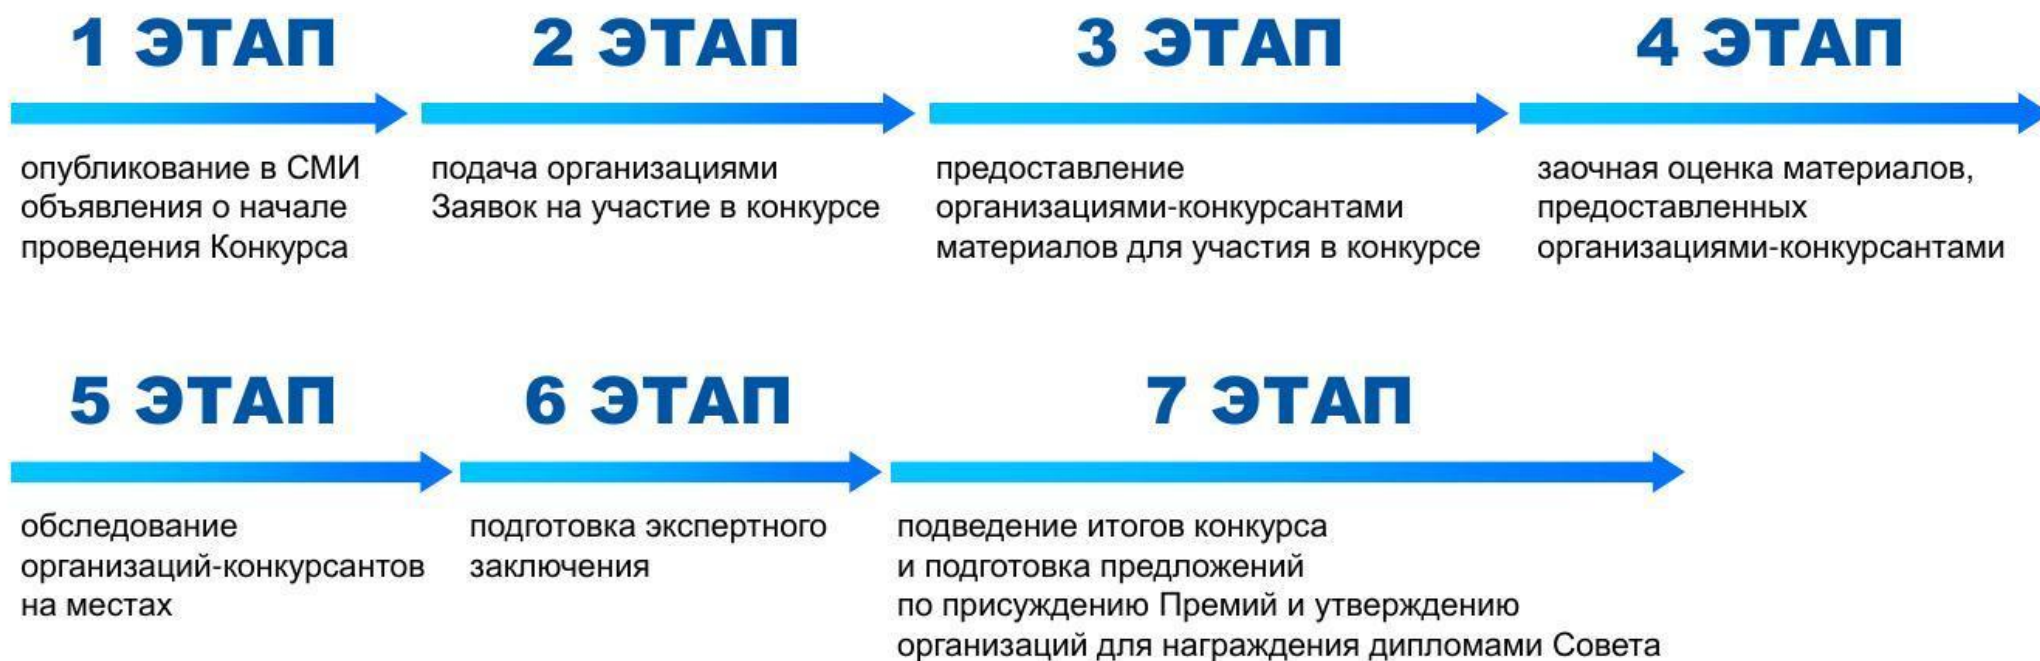 1 ЭТАП
опубликование в СМИ
объявления о начале
проведения Конкурса
2 ЭТАП
подача организациями
Заявок на участие в конкурсе
3 ЭТАП
предоставление
организациями-конкурсантами
материалов для участия в конкурсе
4 ЭТАП
заочная оценка материалов,
предоставленных
организациями-конкурсантами
5 ЭТАП
обследование
организаций-конкурсантов
на местах
6 ЭТАП
подготовка экспертного
заключения
7 ЭТАП
подведение итогов конкурса
и подготовка предложений
по присуждению Премий и утверждению
организаций для награждения дипломами Совета